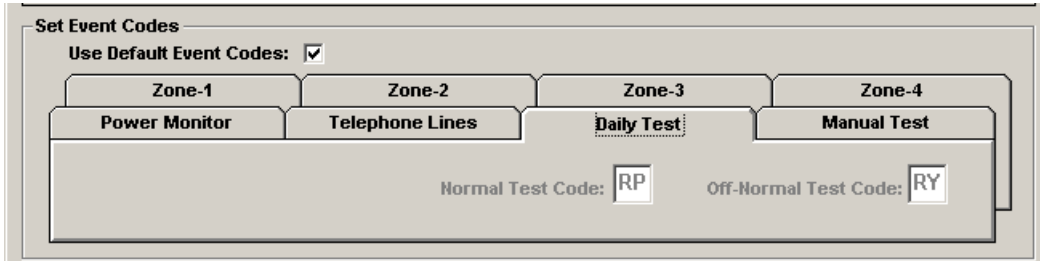 Set Event Codes
Use Default Event Codes:
Zone-1 Zone-2 Zone-3 Zone-4
Power Monitor Telephone Lines Daily Test Manual Test
Normal Test Code: RP Off-Normal Test Code: RY